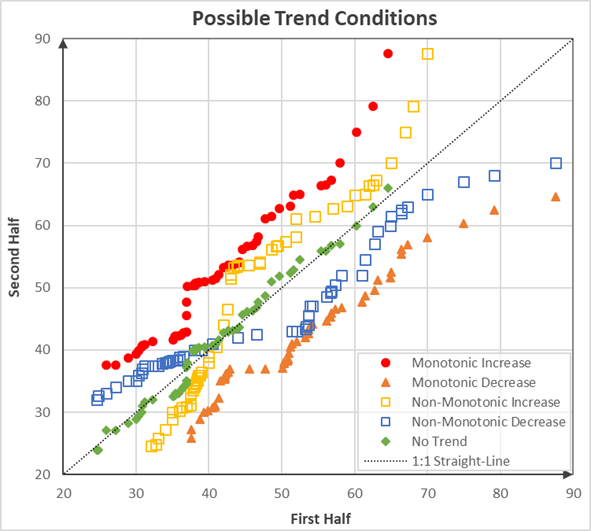 Possible Trend Conditions
90
80
70
60
50
40
30
20
Second Half
Monotonic Increase
Monotonic Decrease
Non-Monotonic Increase
Non-Monotonic Decrease
No Trend
1:1 Straight-Line
20 30 40 50 60 70 80 90
First Half